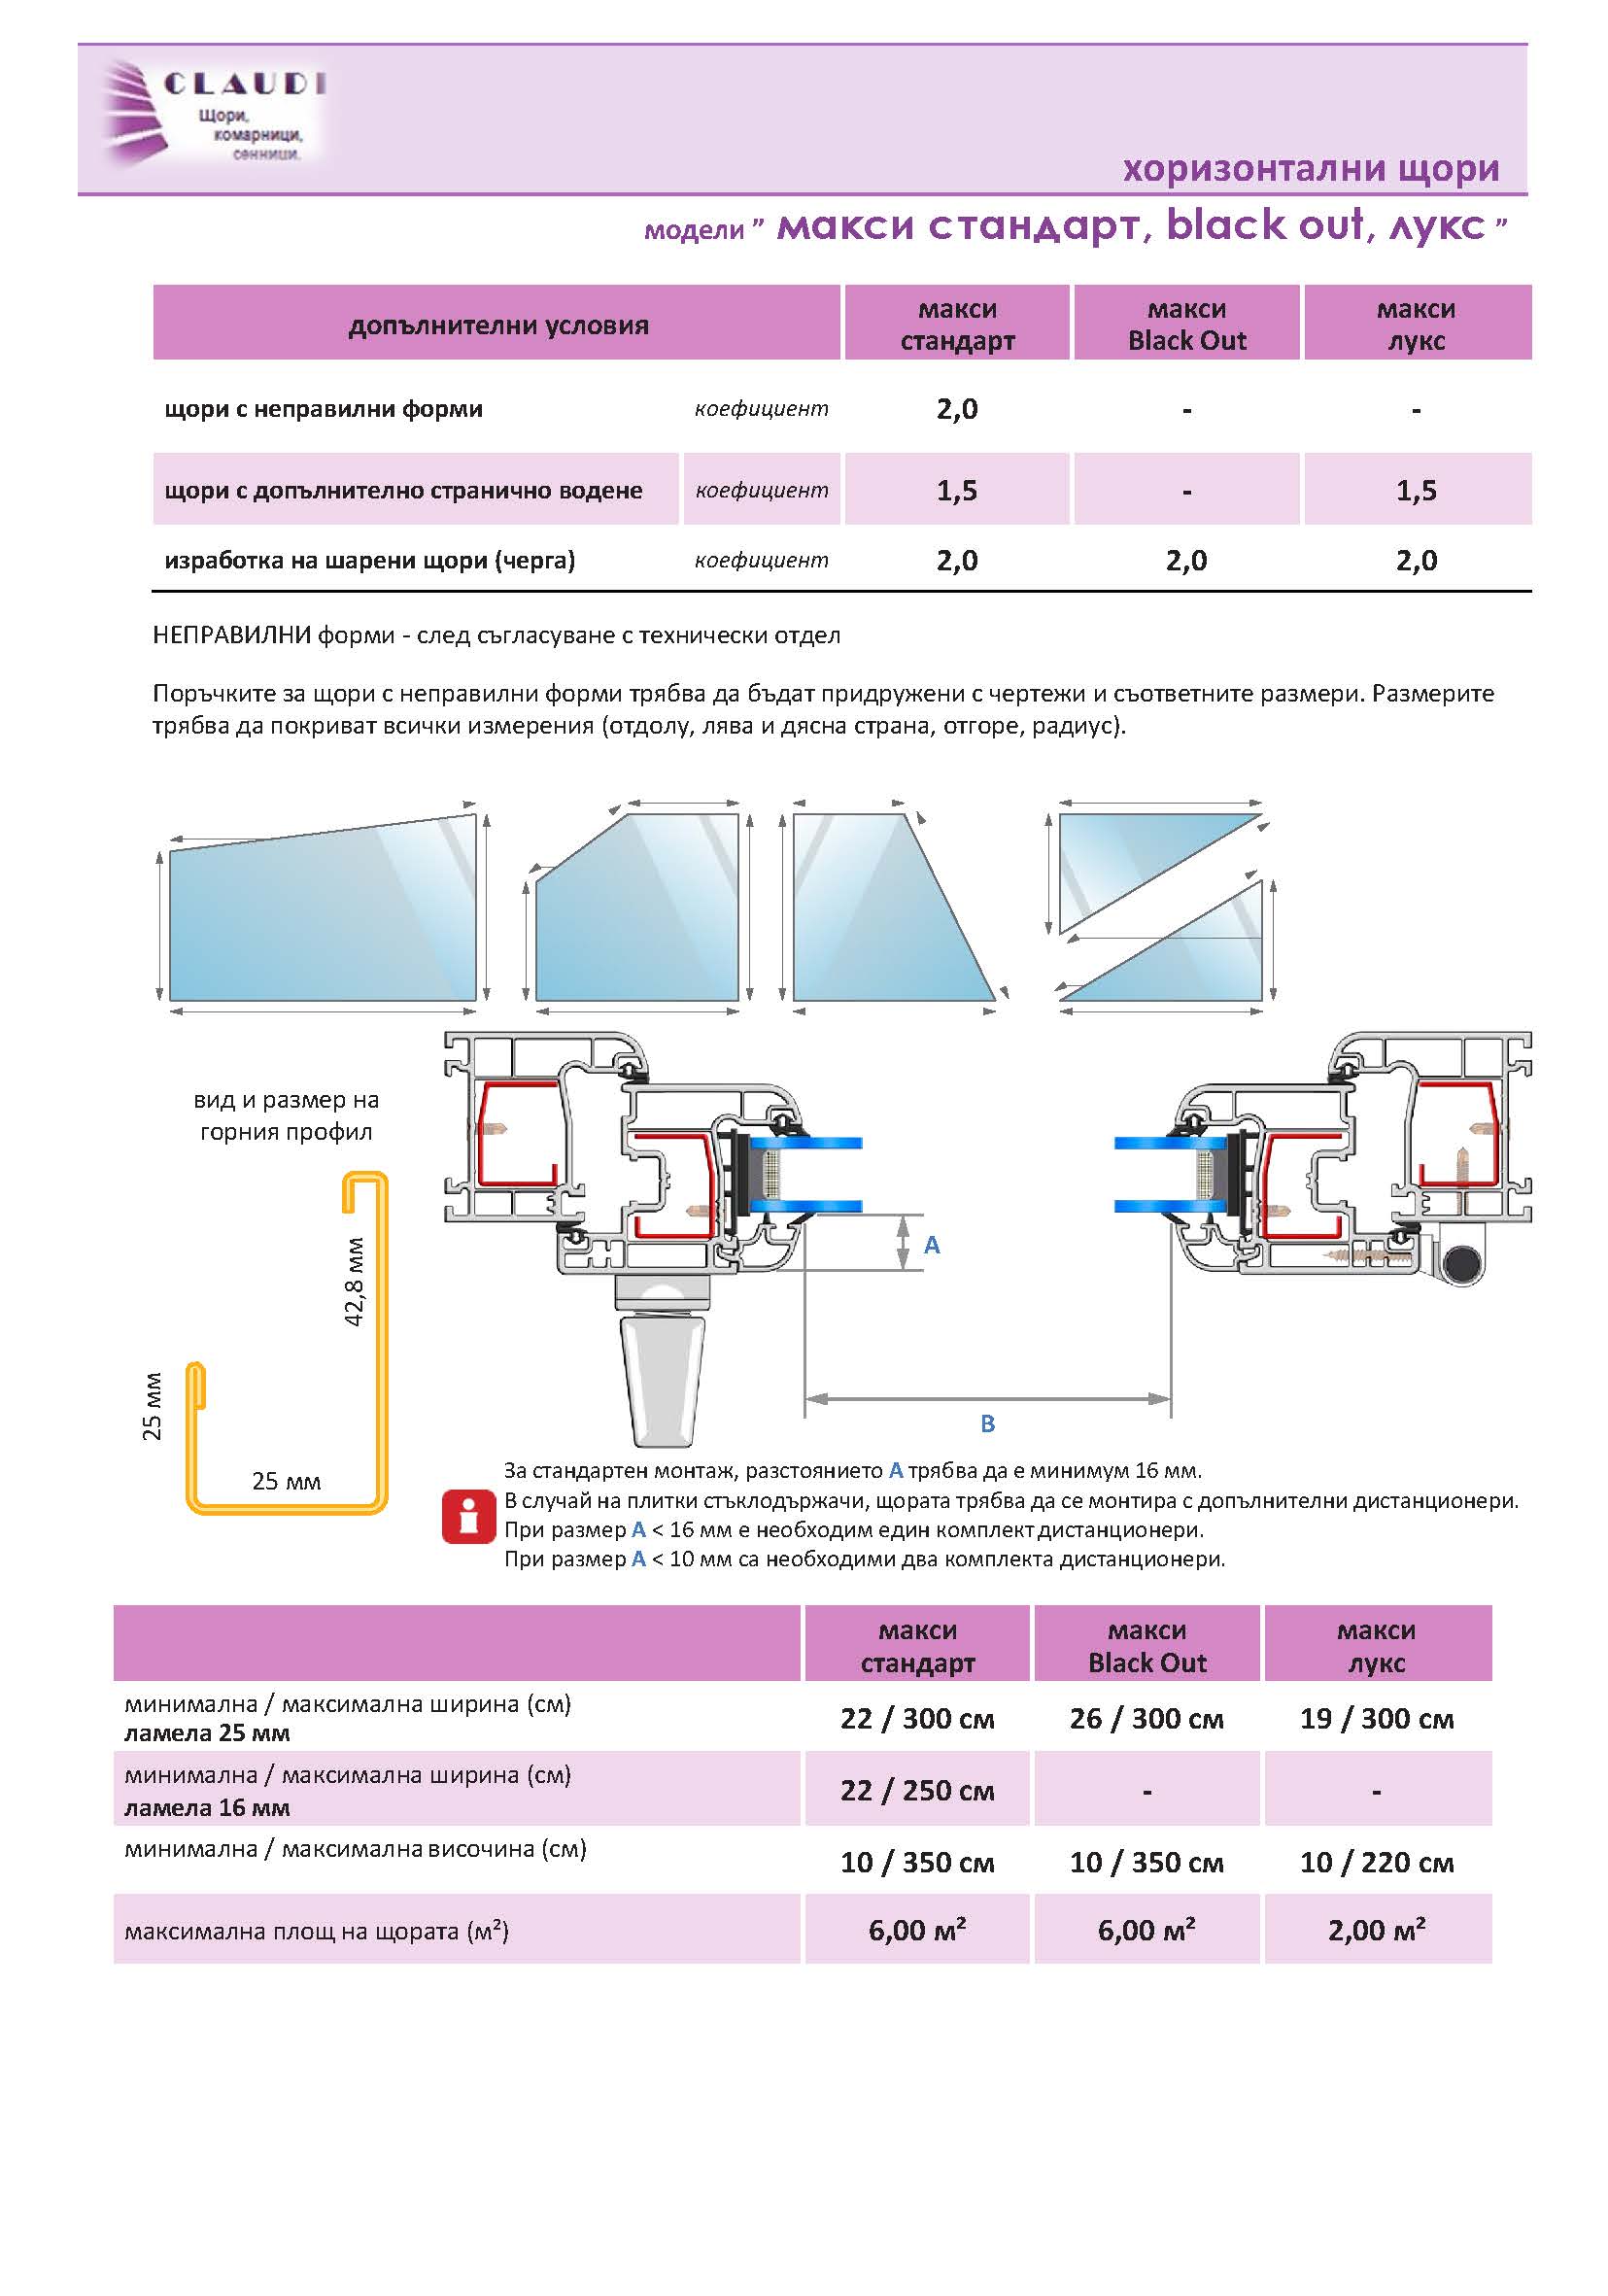 CLAUDI
Щори,
комарници,
сенници.
хоризонтални щори
модели ” макси стандарт, black out, лукс ”
допълнителни условия макси стандарт макси Black Out макси лукс
щори с неправилни форми коефициент 2,0 - -
щори с допълнително странично водене коефициент 1,5 - 1,5
изработка на шарени щори (черга) коефициент 2,0 2,0 2,0
НЕПРАВИЛНИ форми - след съгласуване с технически отдел
Поръчките за щори с неправилни форми трябва да бъдат придружени с чертежи и съответните размери. Размерите
трябва да покриват всички измерения (отдолу, лява и дясна страна, отгоре, радиус).
вид и размер на
горния профил
42,8 мм
25 мм
25 мм
A
B
За стандартен монтаж, разстоянието A трябва да е минимум 16 мм.
В случай на плитки стъклодържачи, щората трябва да се монтира с допълнителни дистанционери.
При размер A < 16 мм е необходим един комплект дистанционери.
При размер A < 10 мм са необходими два комплекта дистанционери.
макси стандарт макси Black Out макси лукс
минимална / максимална ширина (см)
ламела 25 мм 22 / 300 см 26 / 300 см 19 / 300 см
минимална / максимална ширина (см)
ламела 16 мм 22 / 250 см - -
минимална / максимална височина (см) 10 / 350 см 10 / 350 см 10 / 220 см
максимална площ на щората (м²) 6,00 м² 6,00 м² 2,00 м²